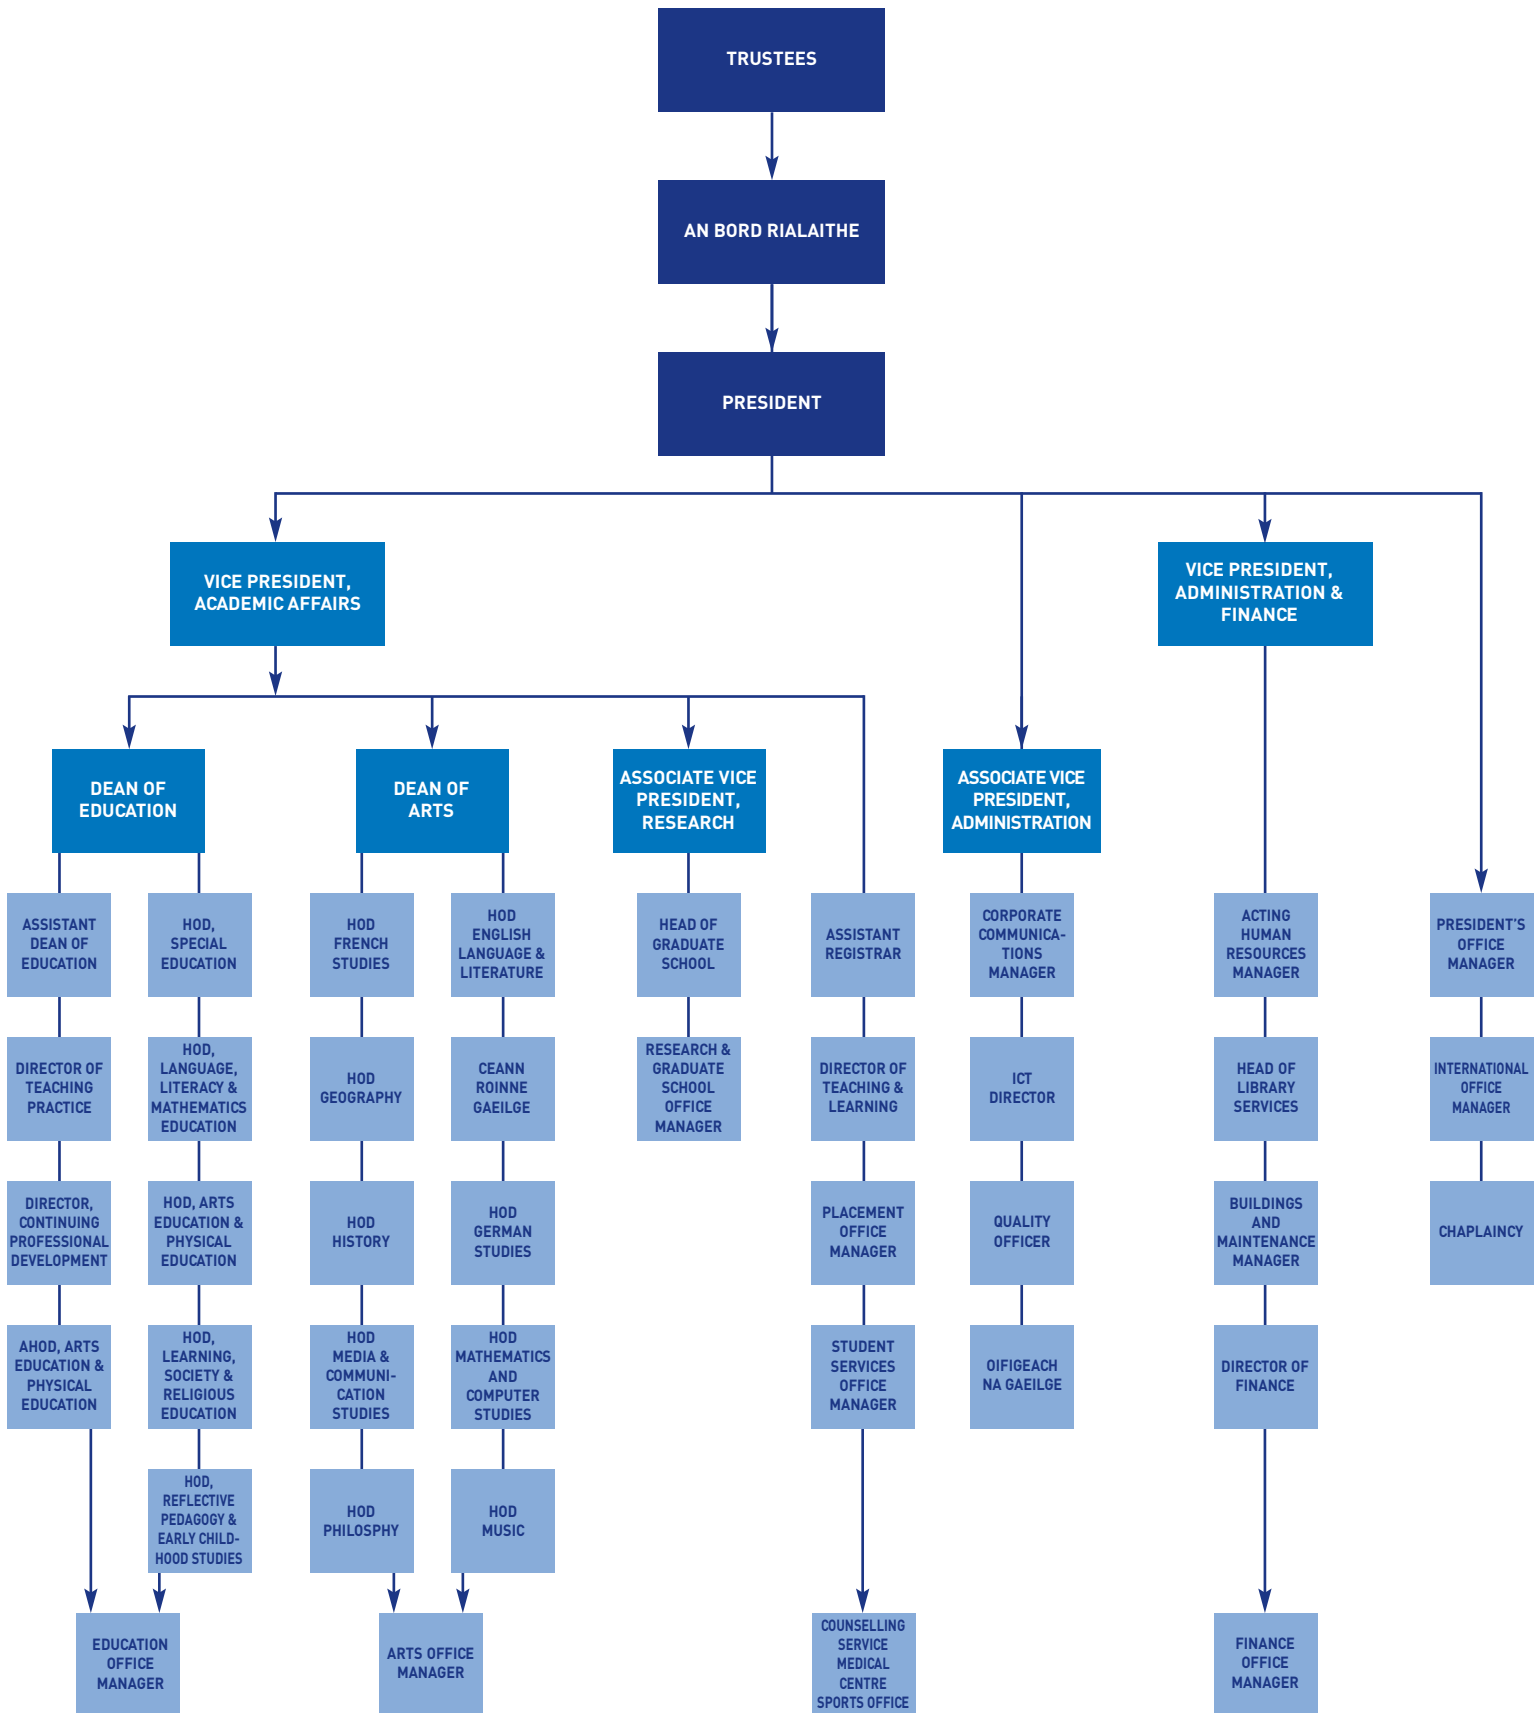 TRUSTEES
AN BORD RIALAITHE
PRESIDENT
VICE PRESIDENT,
ACADEMIC AFFAIRS
VICE PRESIDENT,
ADMINISTRATION &
FINANCE
DEAN OF
EDUCATION
DEAN OF
ARTS
ASSOCIATE VICE
PRESIDENT,
RESEARCH
ASSOCIATE VICE
PRESIDENT,
ADMINISTRATION
ASSISTANT
DEAN OF
EDUCATION
HOD,
SPECIAL
EDUCATION
HOD
FRENCH
STUDIES
HOD
ENGLISH
LANGUAGE &
LITERATURE
HEAD OF
GRADUATE
SCHOOL
ASSISTANT
REGISTRAR
CORPORATE
COMMUNICA-
TIONS
MANAGER
ACTING
HUMAN
RESOURCES
MANAGER
PRESIDENT'S
OFFICE
MANAGER
DIRECTOR OF
TEACHING
PRACTICE
HOD,
LANGUAGE,
LITERACY &
MATHEMATICS
EDUCATION
HOD
GEOGRAPHY
CEANN
ROINNE
GAEILGE
RESEARCH &
GRADUATE
SCHOOL
OFFICE
MANAGER
DIRECTOR OF
TEACHING &
LEARNING
ICT
DIRECTOR
HEAD OF
LIBRARY
SERVICES
INTERNATIONAL
OFFICE
MANAGER
DIRECTOR,
CONTINUING
PROFESSIONAL
DEVELOPMENT
HOD, ARTS
EDUCATION &
PHYSICAL
EDUCATION
HOD
HISTORY
HOD
GERMAN
STUDIES
PLACEMENT
OFFICE
MANAGER
QUALITY
OFFICER
BUILDINGS
AND
MAINTENANCE
MANAGER
CHAPLAINCY
AHOD, ARTS
EDUCATION &
PHYSICAL
EDUCATION
HOD,
LEARNING,
SOCIETY &
RELIGIOUS
EDUCATION
HOD
MEDIA &
COMMUNI-
CATION
STUDIES
HOD
MATHEMATICS
AND
COMPUTER
STUDIES
STUDENT
SERVICES
OFFICE
MANAGER
OIFIGEACH
NA GAEILGE
DIRECTOR OF
FINANCE
HOD,
REFLECTIVE
PEDAGOGY &
EARLY CHILD-
HOOD STUDIES
HOD
PHILOSPHY
HOD
MUSIC
EDUCATION
OFFICE
MANAGER
ARTS OFFICE
MANAGER
COUNSELLING
SERVICE
MEDICAL
CENTRE
SPORTS OFFICE
FINANCE
OFFICE
MANAGER